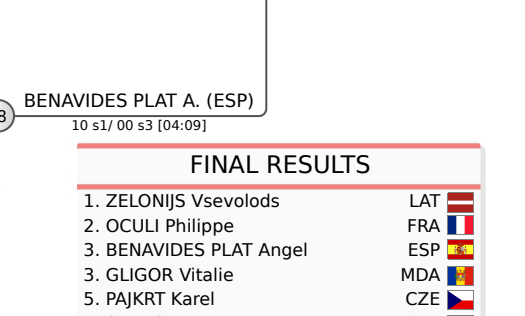 BENAVIDES PLAT A. (ESP)
8
10 s1/ 00 s3 [04:09]
FINAL RESULTS
1. ZELONIJS Vsevolods LAT
2. OCULI Philippe FRA
3. BENAVIDES PLAT Angel ESP
3. GLIGOR Vitalie MDA
5. PAJKRT Karel CZE